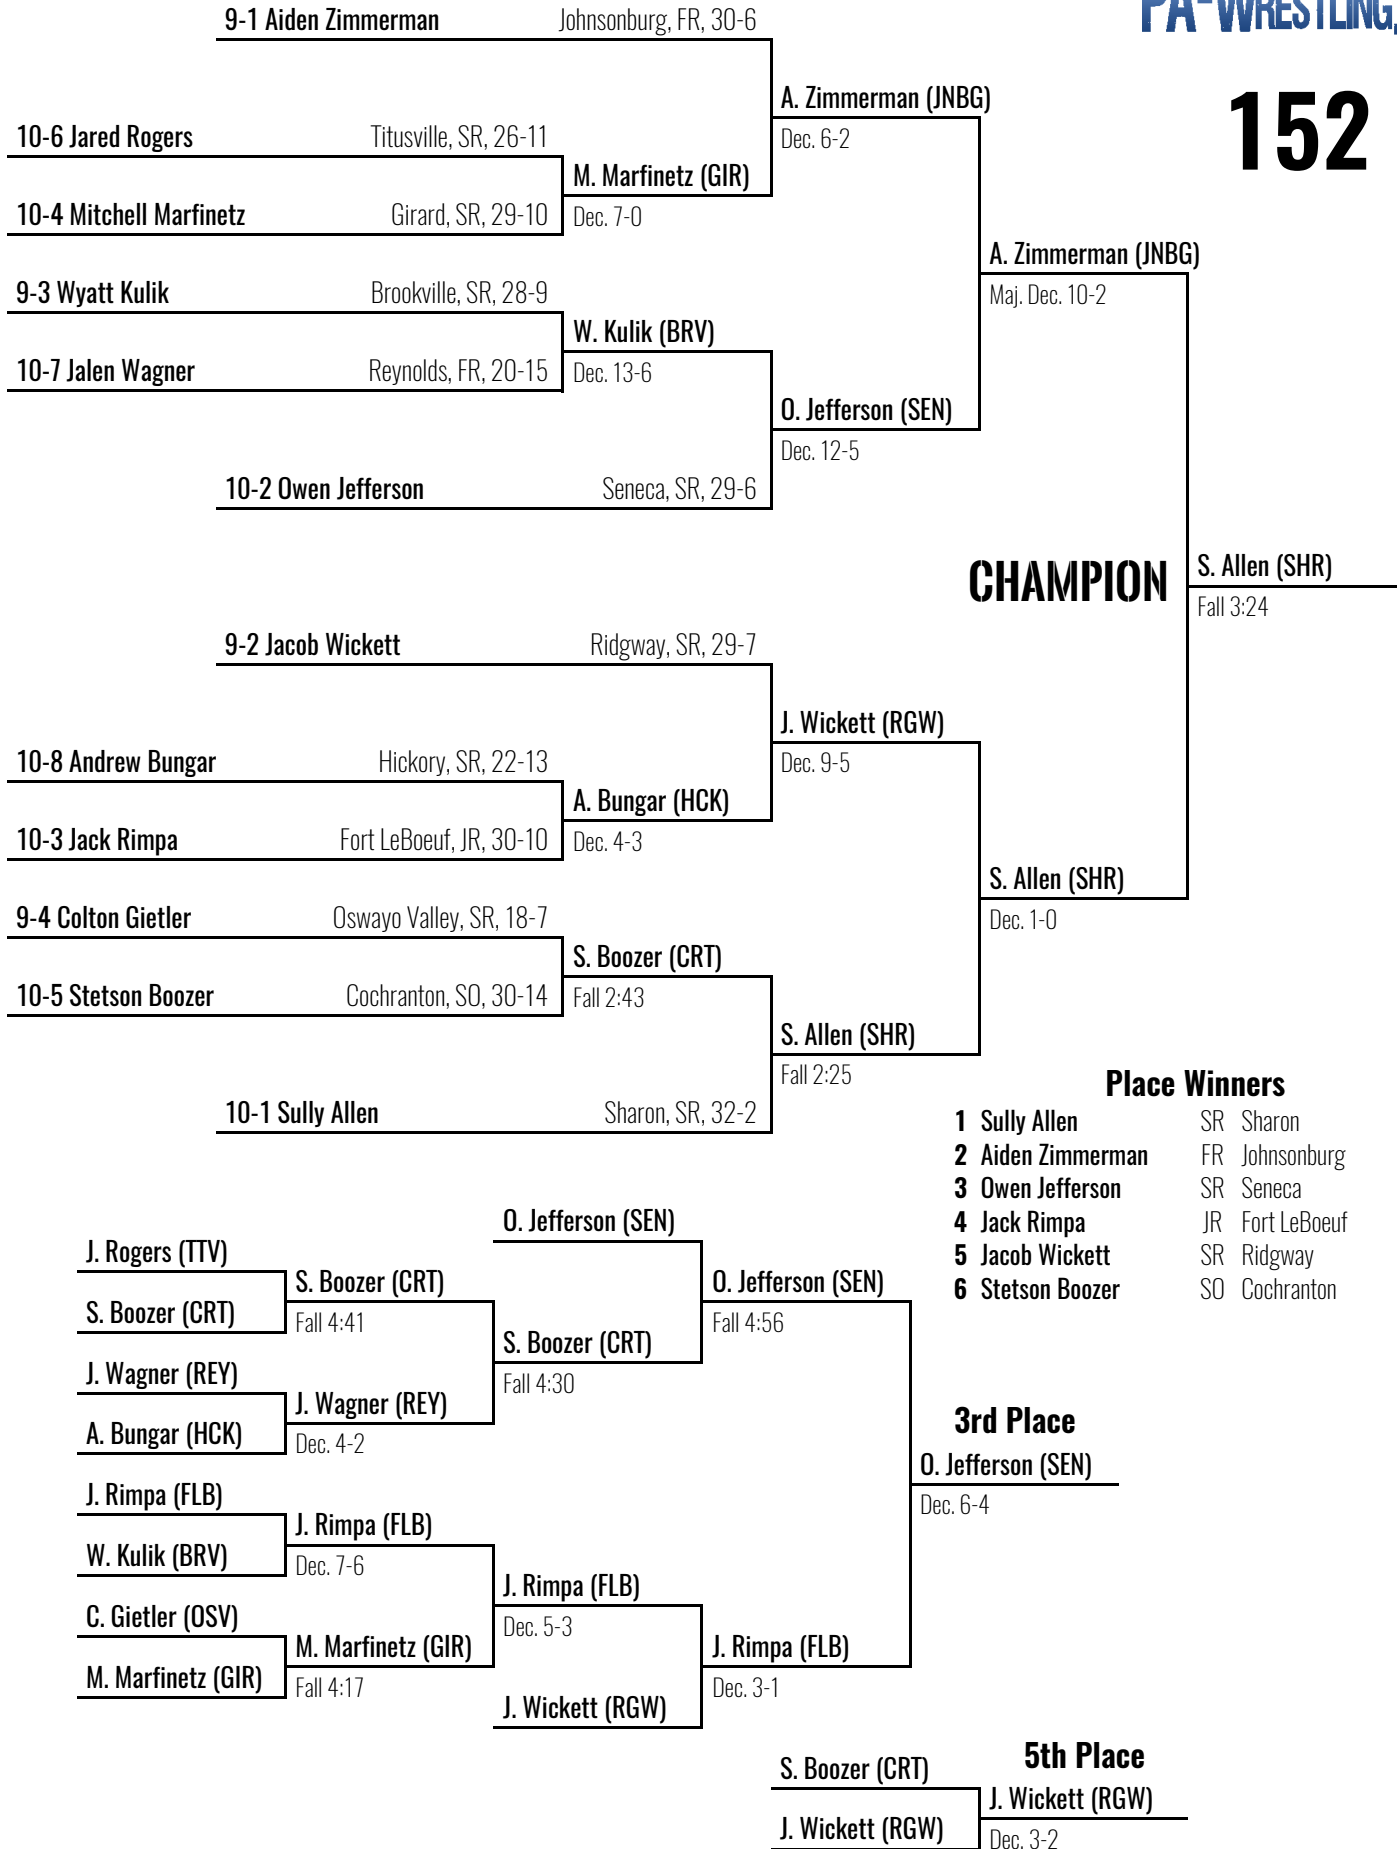 PA-WRESTLING.
152
9-1 Aiden Zimmerman Johnsonburg, FR, 30-6
A. Zimmerman (JNBG)
Dec. 6-2
10-6 Jared Rogers Titusville, SR, 26-11
M. Marfinetz (GIR)
Dec. 7-0
10-4 Mitchell Marfinetz Girard, SR, 29-10
A. Zimmerman (JNBG)
Maj. Dec. 10-2
9-3 Wyatt Kulik Brookville, SR, 28-9
W. Kulik (BRV)
Dec. 13-6
10-7 Jalen Wagner Reynolds, FR, 20-15
O. Jefferson (SEN)
Dec. 12-5
10-2 Owen Jefferson Seneca, SR, 29-6
CHAMPION
S. Allen (SHR)
Fall 3:24
9-2 Jacob Wickett Ridgway, SR, 29-7
J. Wickett (RGW)
Dec. 9-5
10-8 Andrew Bungar Hickory, SR, 22-13
A. Bungar (HCK)
Dec. 4-3
10-3 Jack Rimpa Fort LeBoeuf, JR, 30-10
S. Allen (SHR)
Dec. 1-0
9-4 Colton Gietler Oswayo Valley, SR, 18-7
S. Boozer (CRT)
Fall 2:43
10-5 Stetson Boozer Cochranton, SO, 30-14
S. Allen (SHR)
Fall 2:25
10-1 Sully Allen Sharon, SR, 32-2
Place Winners
1 Sully Allen SR Sharon
2 Aiden Zimmerman FR Johnsonburg
3 Owen Jefferson SR Seneca
4 Jack Rimpa JR Fort LeBoeuf
5 Jacob Wickett SR Ridgway
6 Stetson Boozer SO Cochranton
O. Jefferson (SEN)
J. Rogers (TTV)
S. Boozer (CRT)
Fall 4:41
S. Boozer (CRT)
O. Jefferson (SEN)
Fall 4:56
S. Boozer (CRT)
Fall 4:30
J. Wagner (REY)
J. Wagner (REY)
Dec. 4-2
A. Bungar (HCK)
3rd Place
O. Jefferson (SEN)
Dec. 6-4
J. Rimpa (FLB)
J. Rimpa (FLB)
Dec. 7-6
W. Kulik (BRV)
J. Rimpa (FLB)
Dec. 5-3
C. Gietler (OSV)
M. Marfinetz (GIR)
Fall 4:17
M. Marfinetz (GIR)
J. Rimpa (FLB)
Dec. 3-1
J. Wickett (RGW)
5th Place
S. Boozer (CRT)
J. Wickett (RGW)
Dec. 3-2
J. Wickett (RGW)